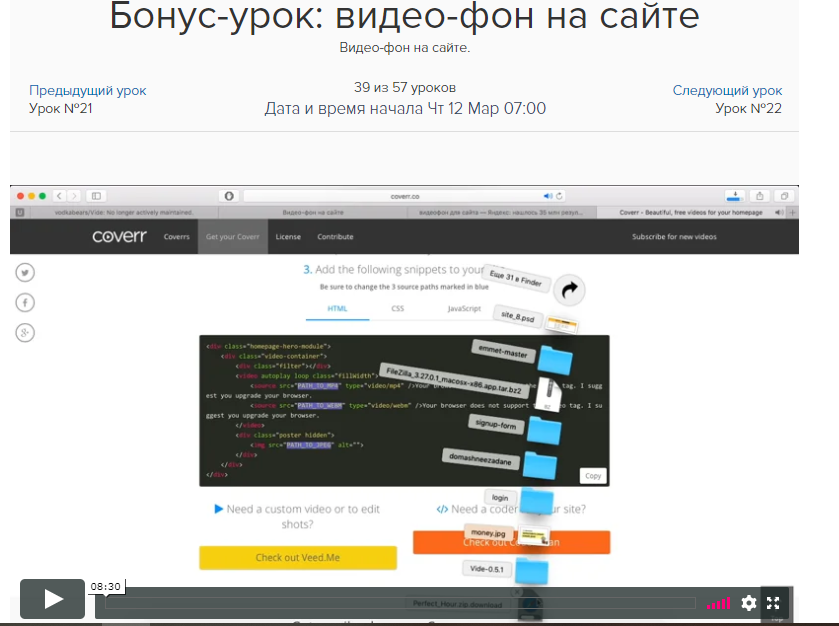 Бонус-урок: видео-фон на сайте
Видео-фон на сайте.
Предыдущий урок
Урок №21
39 из 57 уроков
Дата и время начала Чт 12 Мар 07:00
Следующий урок
Урок №22
coverr.co
vodkabears/Vide: No longer actively maintained.
Видео-фон на сайте
видеофон для сайта — Яндекс: нашлось 35 млн резул...
Coverr - Beautiful, free videos for your homepage
coverr
Coverrs
Get your Coverr
License
Contribute
Subscribe for new videos
3. Add the following snippets to your
Be sure to change the 3 source paths marked in blue
HTML
CSS
JavaScript
Еще 31 в Finder
site_8.psd
emmet-master
FileZilla_3.27.0.1_macosx-x86.app.tar.bz2
signup-form
domashneezadane
login
money.jpg
Vide-0.5.1
Perfect_Hour.zip.download
<div class="homepage-hero-module">
<div class="video-container">
<div class="filter"></div>
<video autoplay loop class="fillWidth">
<source src="PATH_TO_MP4" type="video/mp4" />Your the tag. I sugg
est you upgrade your browser.
<source src="PATH_TO_WEBM" type="video/webm" />Your browser does not support tag. I su
ggest you upgrade your browser.
</video>
<div class="poster hidden">
<img src="PATH_TO_JPEG" alt="">
</div>
</div>
</div>
Copy
Need a custom video or to edit
shots?
Check out Veed.Me
</> Need a coder your site?
Check out
08:30